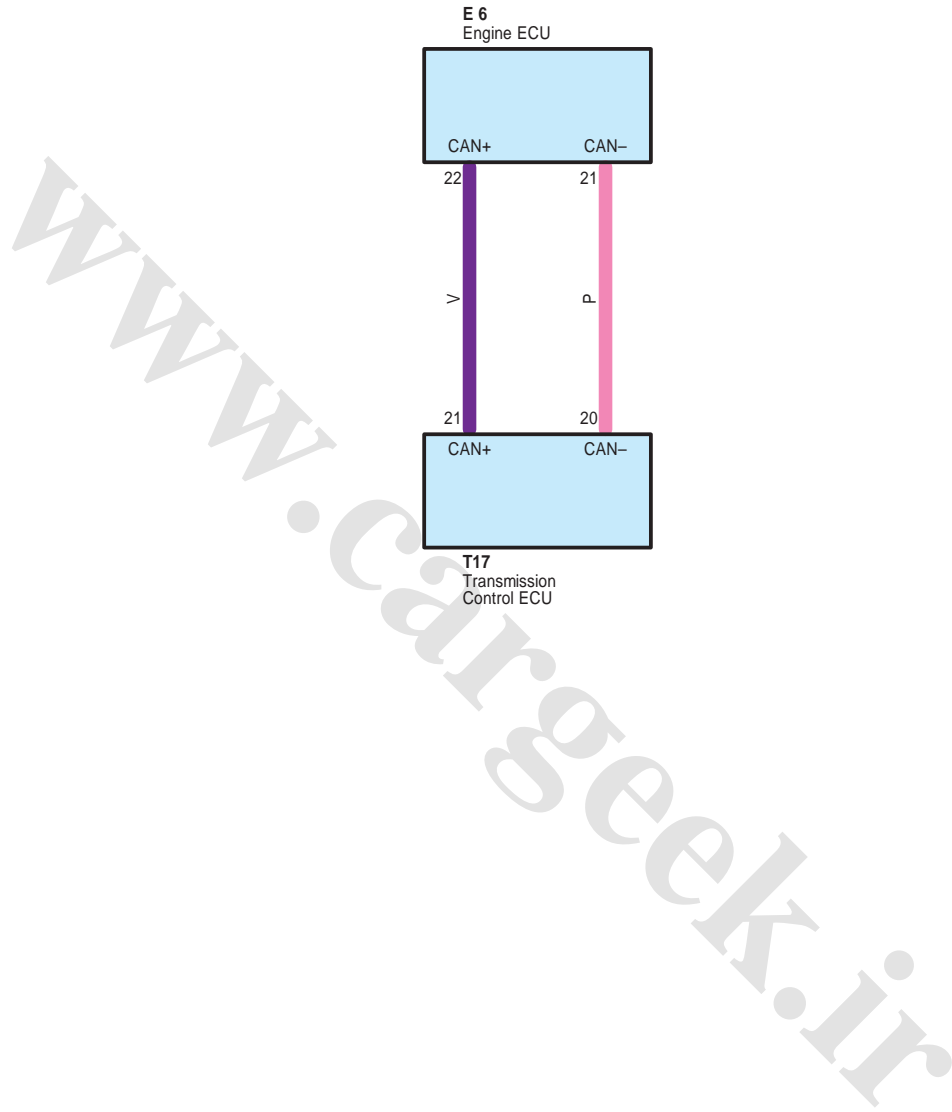 E 6
Engine ECU
CAN+ CAN–
22 21
V P
21 20
CAN+ CAN–
T17
Transmission
Control ECU
www.cargeek.ir